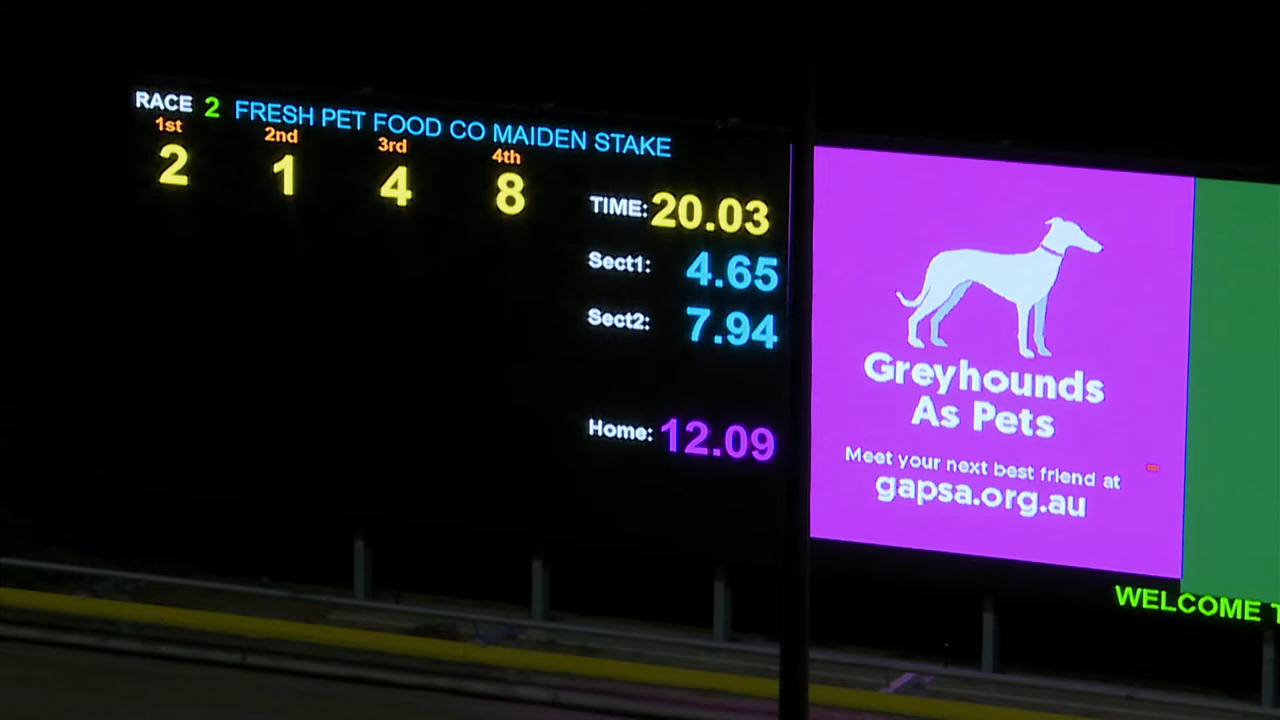 RACE 2 FRESH PET FOOD CO MAIDEN STAKE
1st 2nd 3rd 4th
2 1 4 8
TIME: 20.03
Sect1: 4.65
Sect2: 7.94
Home: 12.09
Greyhounds
As Pets
Meet your next best friend at
gapsa.org.au
WELCOME